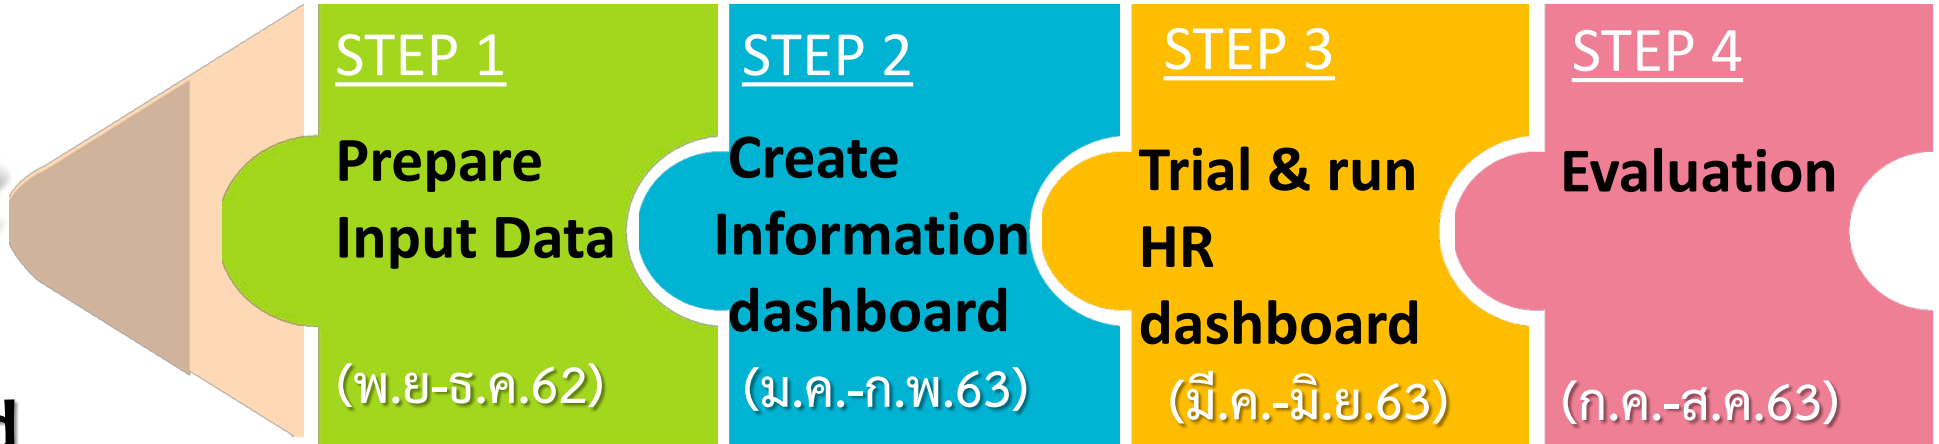 STEP 1
Prepare
Input Data
(พ.ย-ธ.ค.62)
STEP 2
Create
Information
dashboard
(ม.ค.-ก.พ.63)
STEP 3
Trial & run
HR
dashboard
(มี.ค.-มิ.ย.63)
STEP 4
Evaluation
(ก.ค.-ส.ค.63)